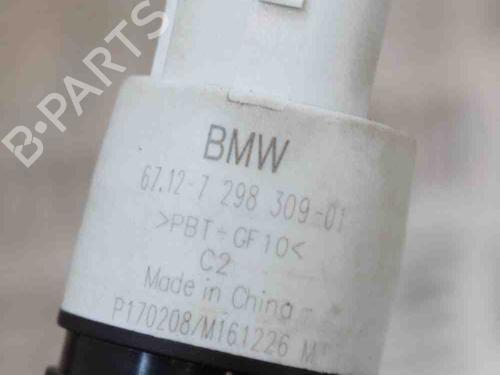 B·PARTS
BMW
67.12-7 298 309-01
>PBT-GF10<
C2
Made in China
P170208/M161226 M